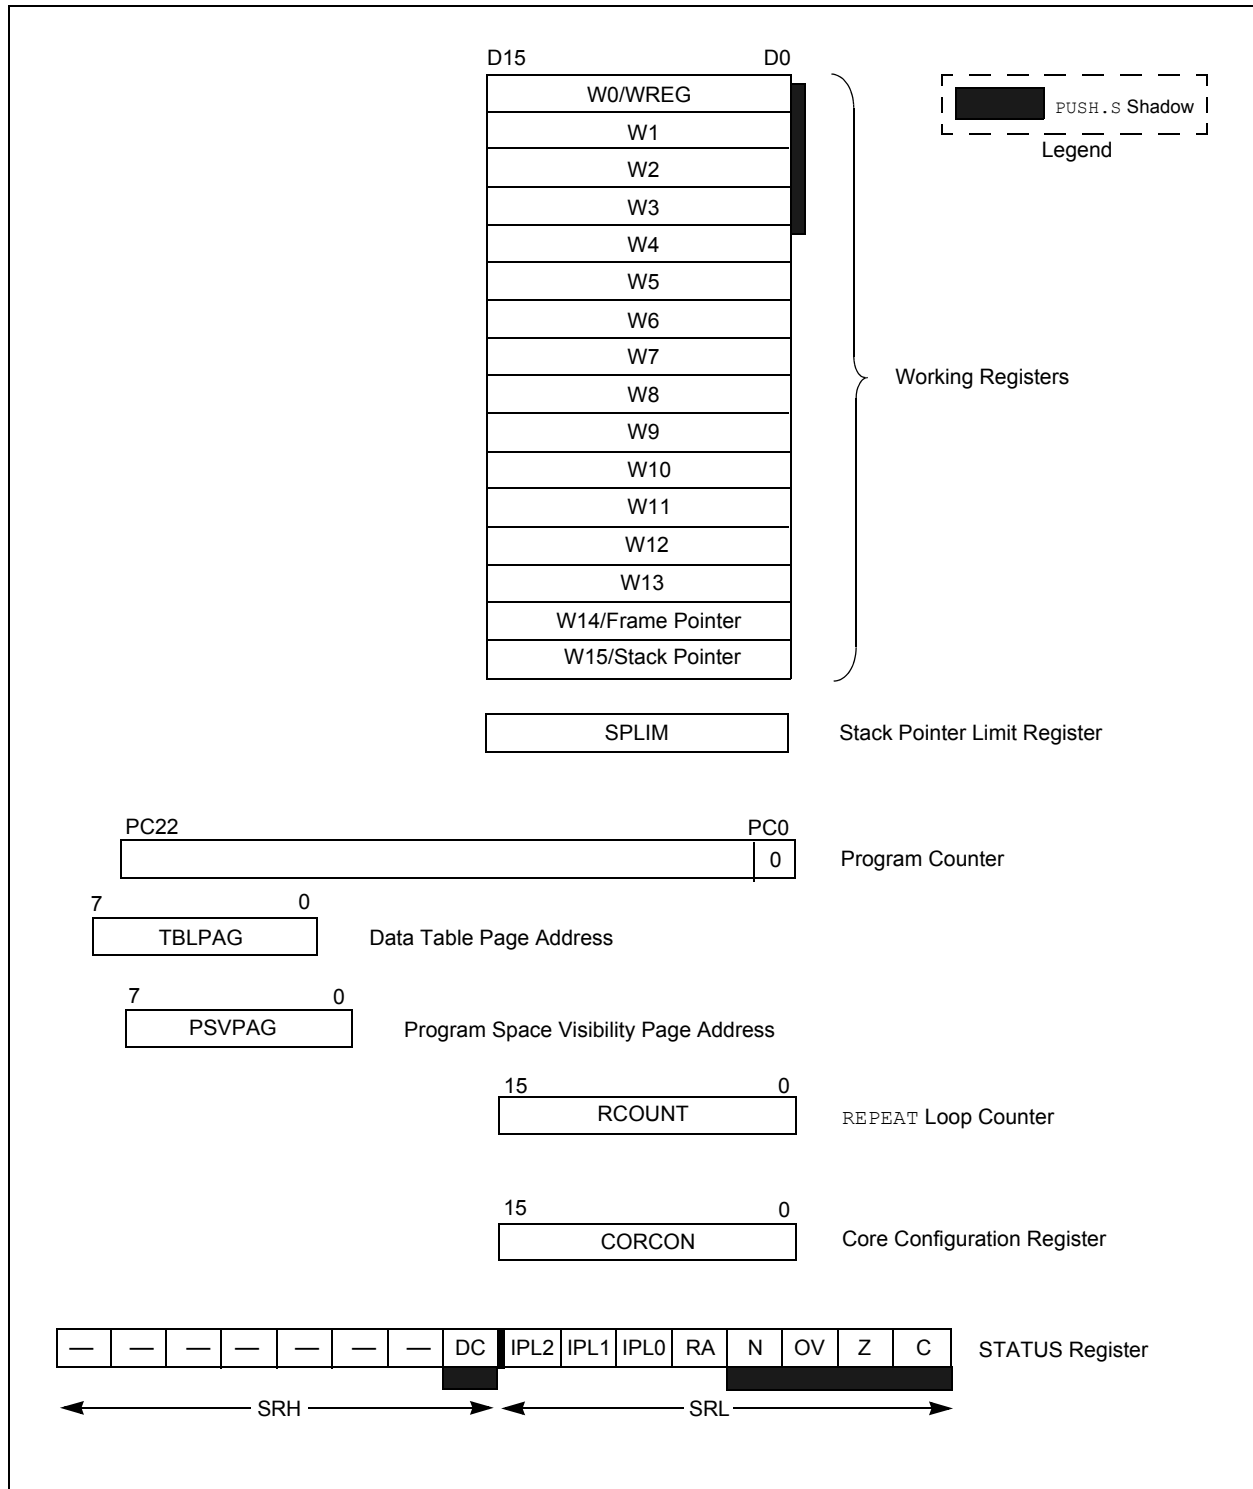 D15 D0
PUSH.S Shadow
Legend
W0/WREG
W1
W2
W3
W4
W5
W6
W7
W8
W9
W10
W11
W12
W13
W14/Frame Pointer
W15/Stack Pointer
Working Registers
SPLIM Stack Pointer Limit Register
PC22 PC0
0 Program Counter
7 0
TBLPAG Data Table Page Address
7 0
PSVPAG Program Space Visibility Page Address
15 0
RCOUNT REPEAT Loop Counter
15 0
CORCON Core Configuration Register
— — — — — — — DC IPL2 IPL1 IPL0 RA N OV Z C STATUS Register
SRH SRL